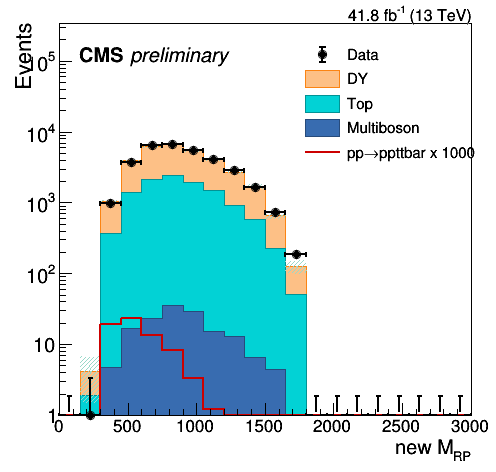 41.8 fb⁻¹ (13 TeV)
Events
CMS preliminary
Data
DY
Top
Multiboson
pp→ppttbar x 1000
10⁵
10⁴
10³
10²
10
1
0 500 1000 1500 2000 2500 3000
new M_RP